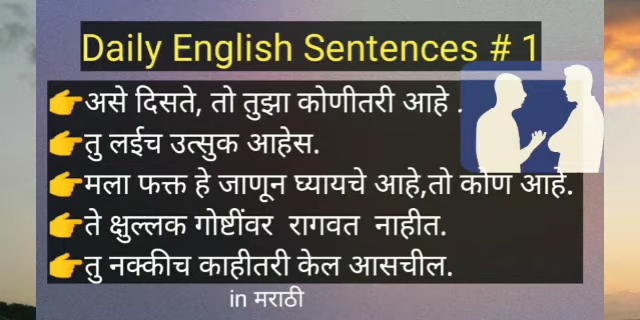 Daily English Sentences # 1
👉असे दिसते, तो तुझा कोणीतरी आहे .
👉तु लईच उत्सुक आहेस.
👉मला फक्त हे जाणून घ्यायचे आहे,तो कोण आहे.
👉ते क्षुल्लक गोष्टींवर रागवत नाहीत.
👉तु नक्कीच काहीतरी केल आसचील.
in मराठी